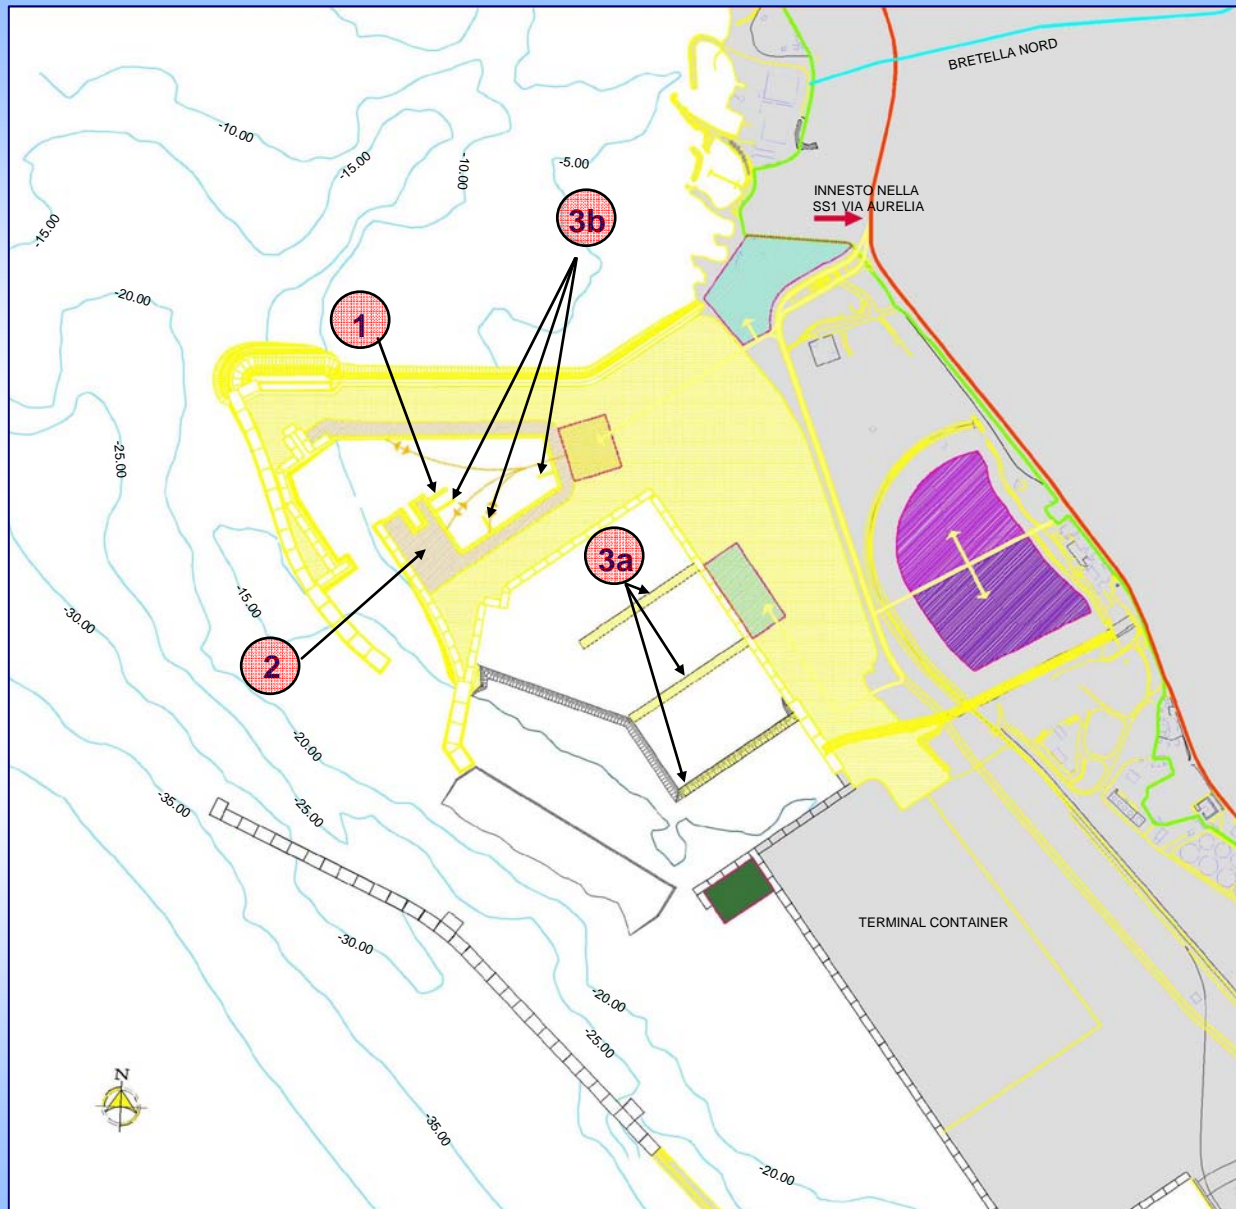 BRETELLA NORD
-10.00
-15.00
-10.00
-5.00
INNESTO NELLA
SS1 VIA AURELIA
-15.00
3b
-20.00
1
-25.00
3a
-15.00
-30.00
2
-20.00
-35.00
-25.00
TERMINAL CONTAINER
-30.00
-20.00
-25.00
N
-35.00
-20.00